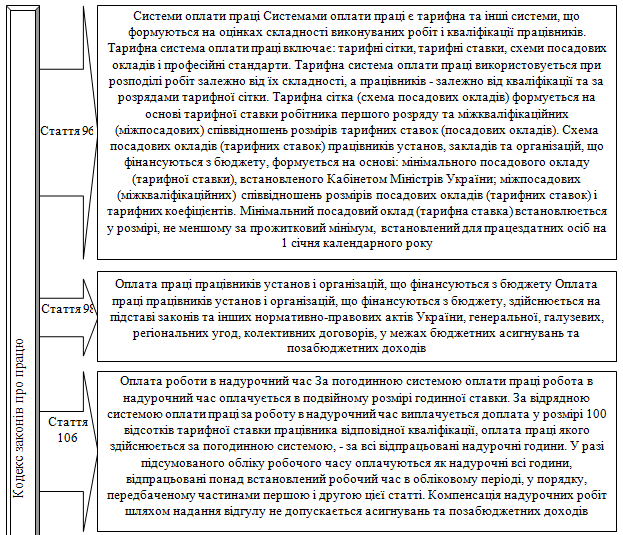 Кодекс законів про працю
Стаття 96
Системи оплати праці Системами оплати праці є тарифна та інші системи, що
формуються на оцінках складності виконуваних робіт і кваліфікації працівників.
Тарифна система оплати праці включає: тарифні сітки, тарифні ставки, схеми посадових
окладів і професійні стандарти. Тарифна система оплати праці використовується при
розподілі робіт залежно від їх складності, а працівників - залежно від кваліфікації та за
розрядами тарифної сітки. Тарифна сітка (схема посадових окладів) формується на
основі тарифної ставки робітника першого розряду та міжкваліфікаційних
(міжпосадових) співвідношень розмірів тарифних ставок (посадових окладів). Схема
посадових окладів (тарифних ставок) працівників установ, закладів та організацій, що
фінансуються з бюджету, формується на основі: мінімального посадового окладу
(тарифної ставки), встановленого Кабінетом Міністрів України; міжпосадових
(міжкваліфікаційних) співвідношень розмірів посадових окладів (тарифних ставок) і
тарифних коефіцієнтів. Мінімальний посадовий оклад (тарифна ставка) встановлюється
у розмірі, не меншому за прожитковий мінімум, встановлений для працездатних осіб на
1 січня календарного року
Стаття 98
Оплата праці працівників установ і організацій, що фінансуються з бюджету Оплата
праці працівників установ і організацій, що фінансуються з бюджету, здійснюється на
підставі законів та інших нормативно-правових актів України, генеральної, галузевих,
регіональних угод, колективних договорів, у межах бюджетних асигнувань та
позабюджетних доходів
Стаття
106
Оплата роботи в надурочний час За погодинною системою оплати праці робота в
надурочний час оплачується в подвійному розмірі годинної ставки. За відрядною
системою оплати праці за роботу в надурочний час виплачується доплата у розмірі 100
відсотків тарифної ставки працівника відповідної кваліфікації, оплата праці якого
здійснюється за погодинною системою, - за всі відпрацьовані надурочні години. У разі
підсумованого обліку робочого часу оплачуються як надурочні всі години,
відпрацьовані понад встановлений робочий час в обліковому періоді, у порядку,
передбаченому частинами першою і другою цієї статті. Компенсація надурочних робіт
шляхом надання відгулу не допускається асигнувань та позабюджетних доходів